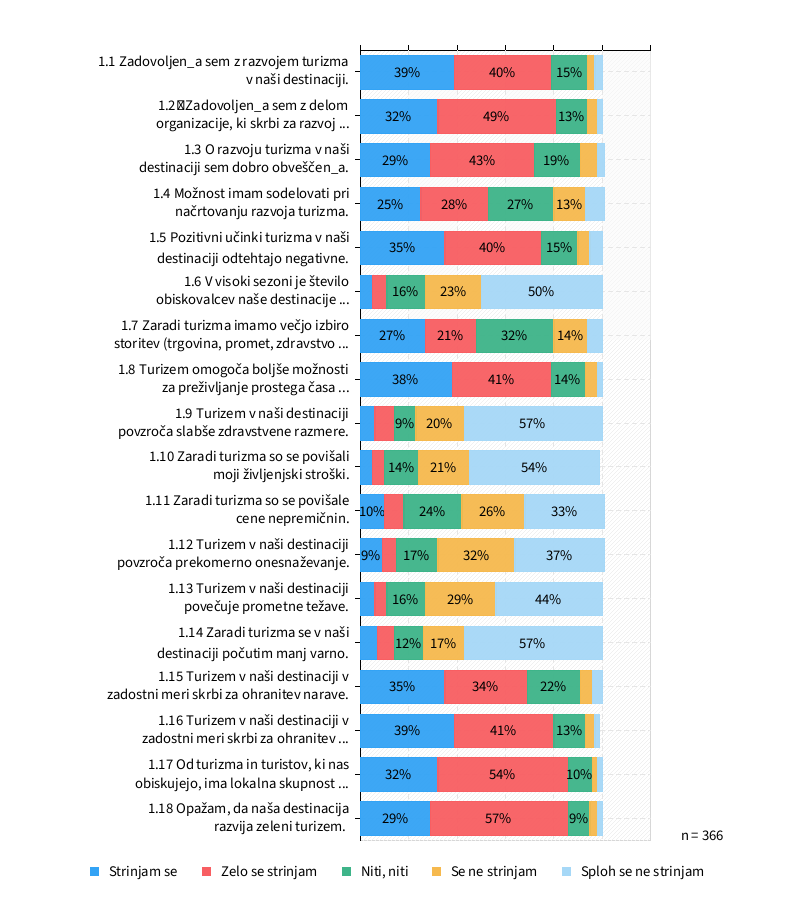 1.1 Zadovoljen_a sem z razvojem turizma
v naši destinaciji.
39% 40% 15%
1.2 Zadovoljen_a sem z delom
organizacije, ki skrbi za razvoj ...
32% 49% 13%
1.3 O razvoju turizma v naši
destinaciji sem dobro obveščen_a.
29% 43% 19%
1.4 Možnost imam sodelovati pri
načrtovanju razvoja turizma.
25% 28% 27% 13%
1.5 Pozitivni učinki turizma v naši
destinaciji odtehtajo negativne.
35% 40% 15%
1.6 V visoki sezoni je število
obiskovalcev naše destinacije ...
16% 23% 50%
1.7 Zaradi turizma imamo večjo izbiro
storitev (trgovina, promet, zdravstvo ...
27% 21% 32% 14%
1.8 Turizem omogoča boljše možnosti
za preživljanje prostega časa ...
38% 41% 14%
1.9 Turizem v naši destinaciji
povzroča slabše zdravstvene razmere.
9% 20% 57%
1.10 Zaradi turizma so se povišali
moji življenjski stroški.
14% 21% 54%
1.11 Zaradi turizma so se povišale
cene nepremičnin.
10% 24% 26% 33%
1.12 Turizem v naši destinaciji
povzroča prekomerno onesnaževanje.
9% 17% 32% 37%
1.13 Turizem v naši destinaciji
povečuje prometne težave.
16% 29% 44%
1.14 Zaradi turizma se v naši
destinaciji počutim manj varno.
12% 17% 57%
1.15 Turizem v naši destinaciji v
zadostni meri skrbi za ohranitev narave.
35% 34% 22%
1.16 Turizem v naši destinaciji v
zadostni meri skrbi za ohranitev ...
39% 41% 13%
1.17 Od turizma in turistov, ki nas
obiskujejo, ima lokalna skupnost ...
32% 54% 10%
1.18 Opažam, da naša destinacija
razvija zeleni turizem.
29% 57% 9%
n = 366
Strinjam se Zelo se strinjam Niti, niti Se ne strinjam Sploh se ne strinjam